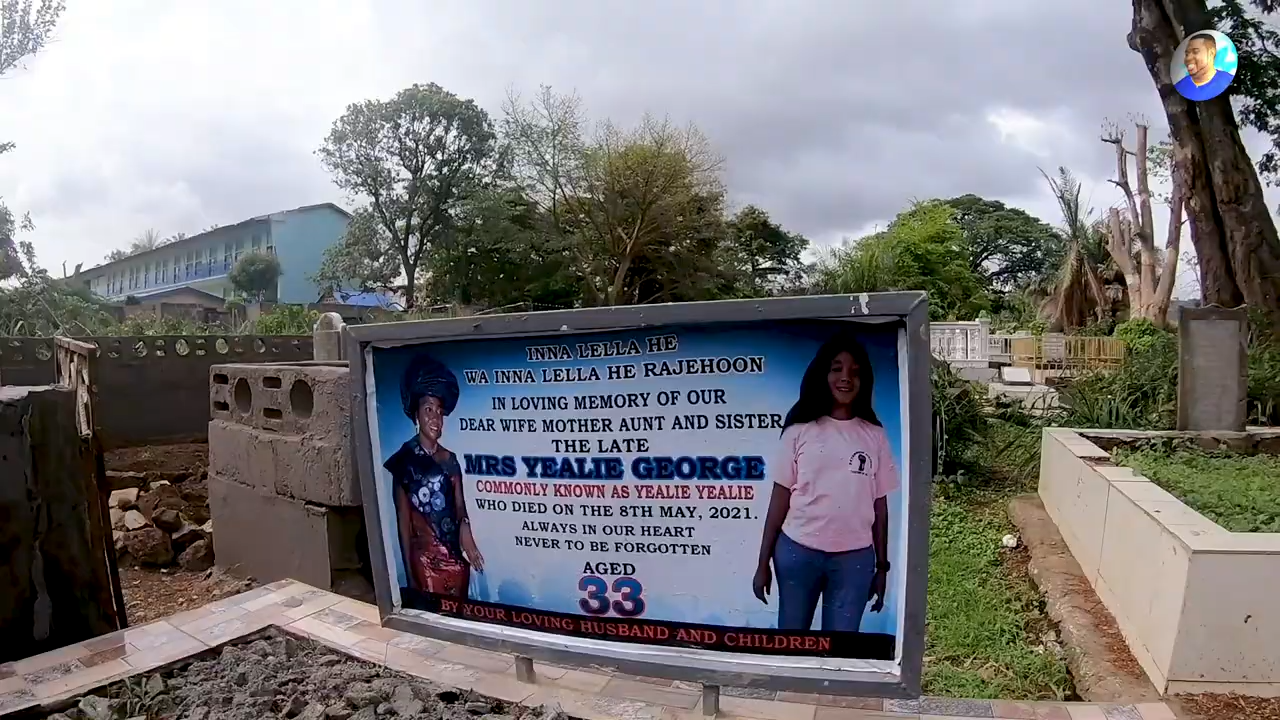 INNA LELLA HE
WA INNA LELLA HE RAJEHOON
IN LOVING MEMORY OF OUR
DEAR WIFE MOTHER AUNT AND SISTER
THE LATE
MRS YEALIE GEORGE
COMMONLY KNOWN AS YEALIE YEALIE
WHO DIED ON THE 8TH MAY, 2021.
ALWAYS IN OUR HEART
NEVER TO BE FORGOTTEN
AGED
33
BY YOUR LOVING HUSBAND AND CHILDREN